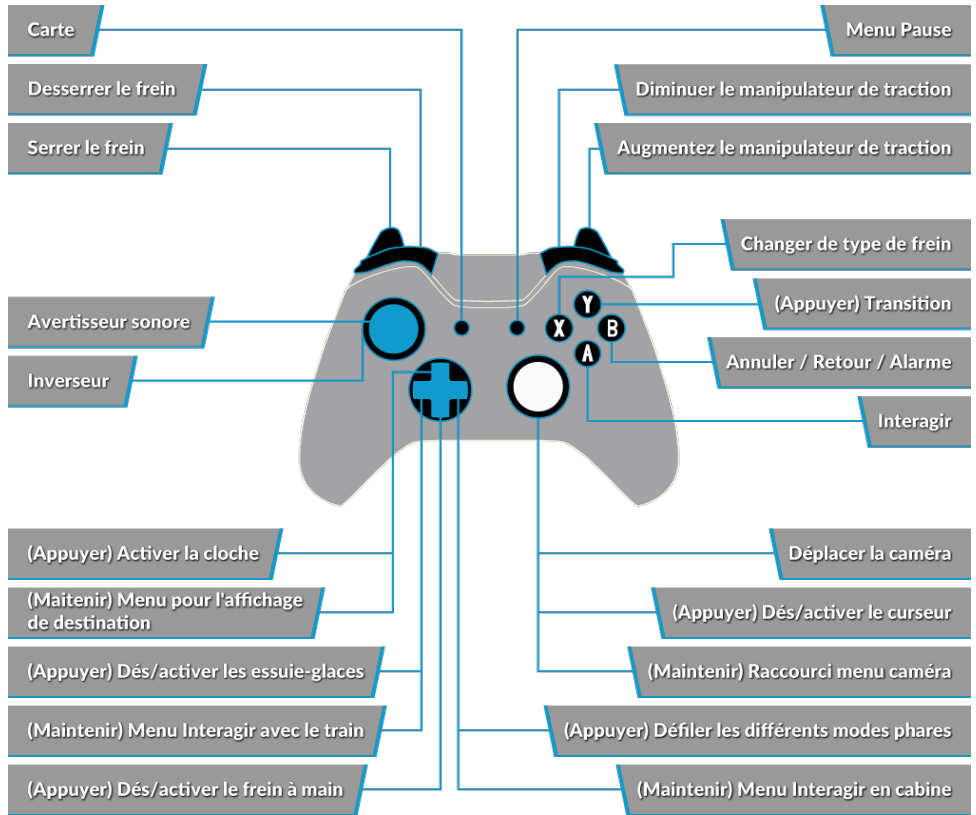 Carte
Menu Pause
Desserrer le frein
Diminuer le manipulateur de traction
Serrer le frein
Augmentez le manipulateur de traction
Changer de type de frein
(Appuyer) Transition
Avertisseur sonore
Annuler / Retour / Alarme
Inverseur
Interagir
Y
X
B
A
(Appuyer) Activer la cloche
Déplacer la caméra
(Maitenir) Menu pour l'affichage
de destination
(Appuyer) Dés/activer le curseur
(Appuyer) Dés/activer les essuie-glaces
(Maintenir) Raccourci menu caméra
(Maintenir) Menu Interagir avec le train
(Appuyer) Défiler les différents modes phares
(Appuyer) Dés/activer le frein à main
(Maintenir) Menu Interagir en cabine